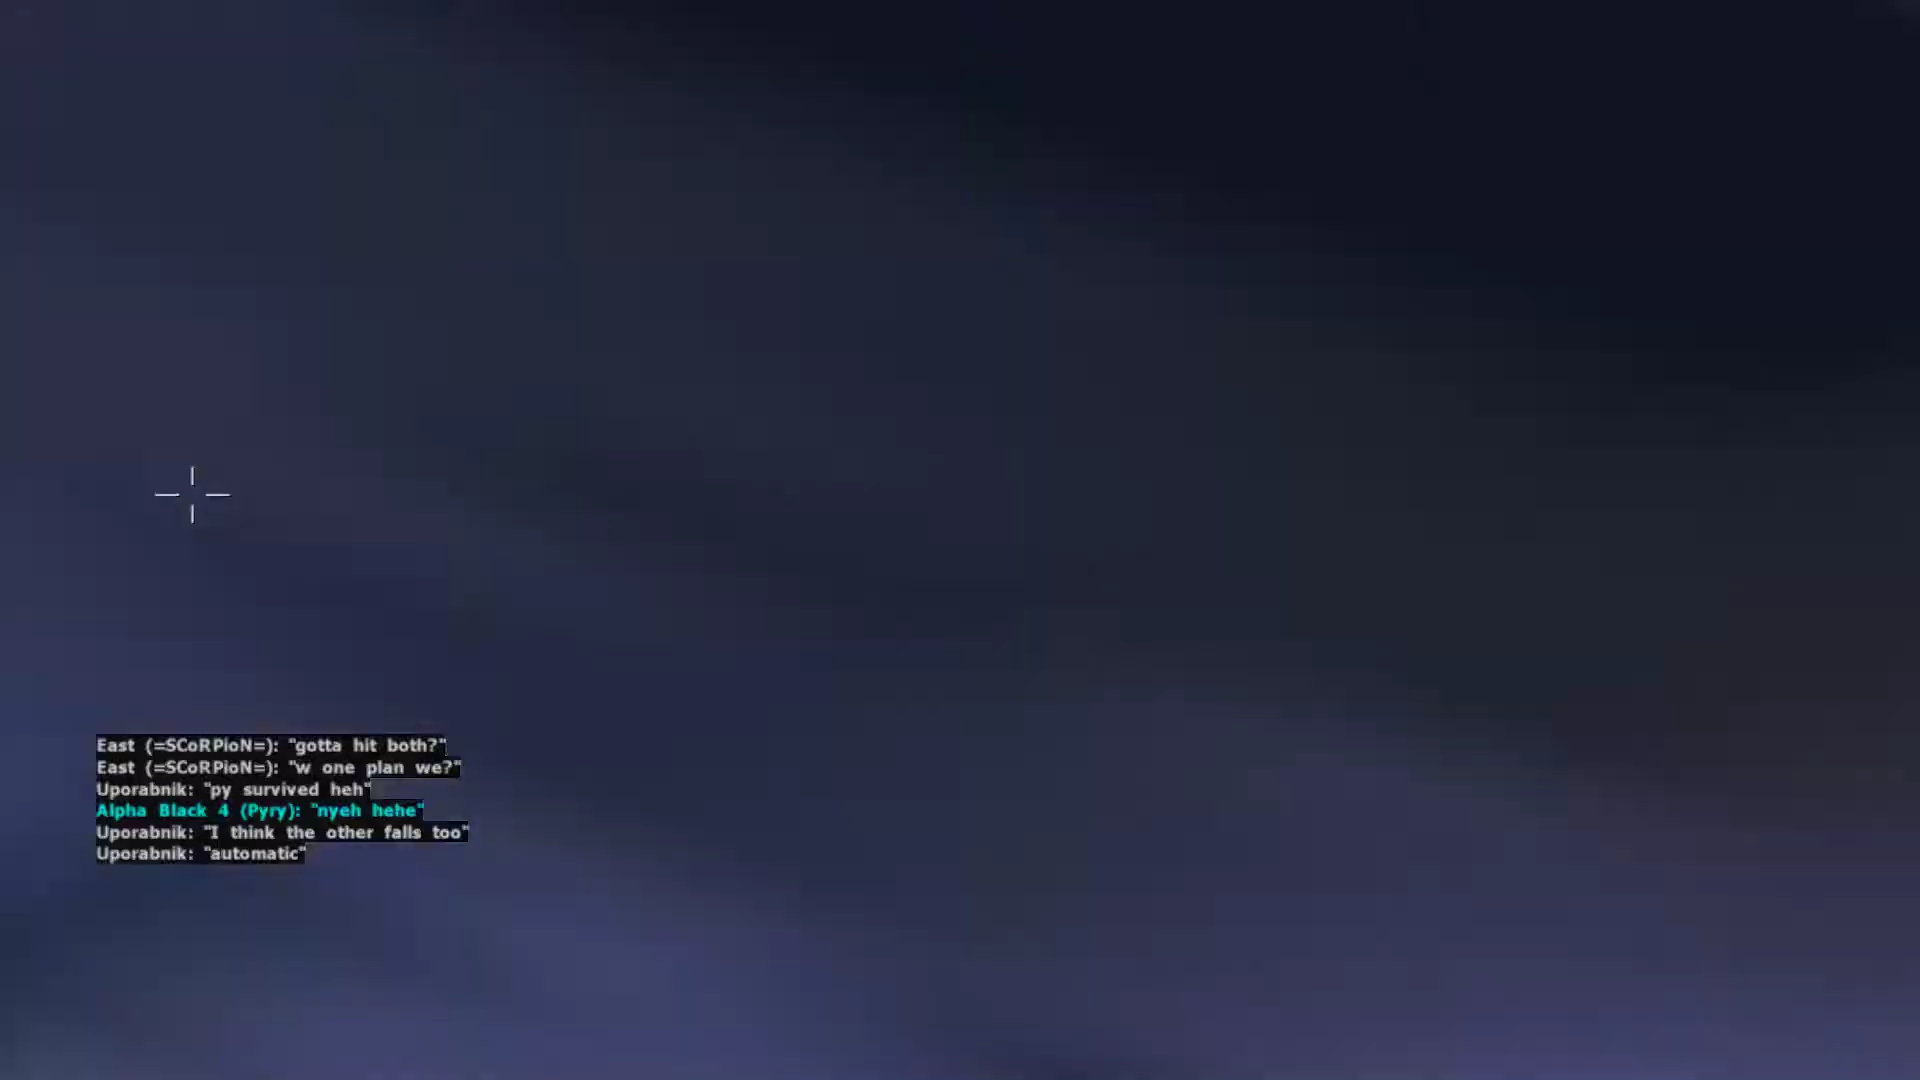 East (=SCoRPioN=): "gotta hit both?"
East (=SCoRPioN=): "w one plan we?"
Uporabnik: "py survived heh"
Alpha Black 4 (Pyry): "nyeh hehe"
Uporabnik: "I think the other falls too"
Uporabnik: "automatic"